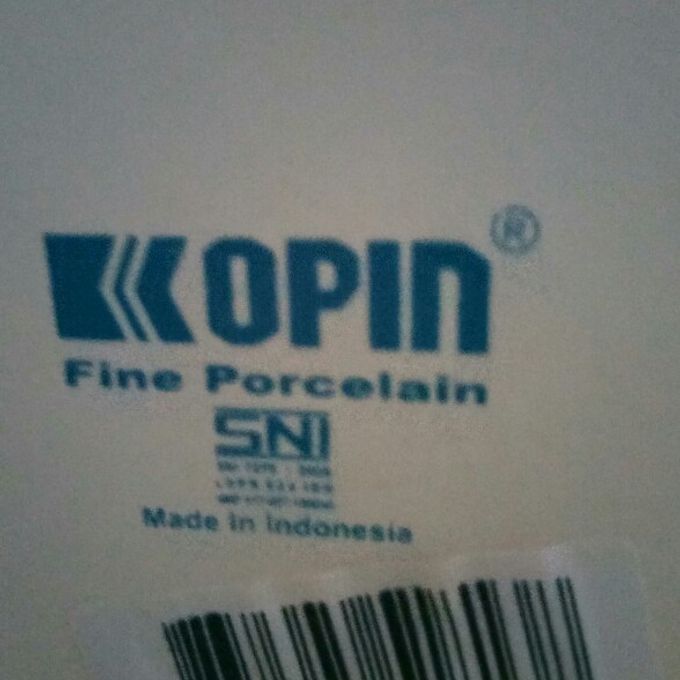 KOPIN®
Fine Porcelain
SNI
Made in Indonesia